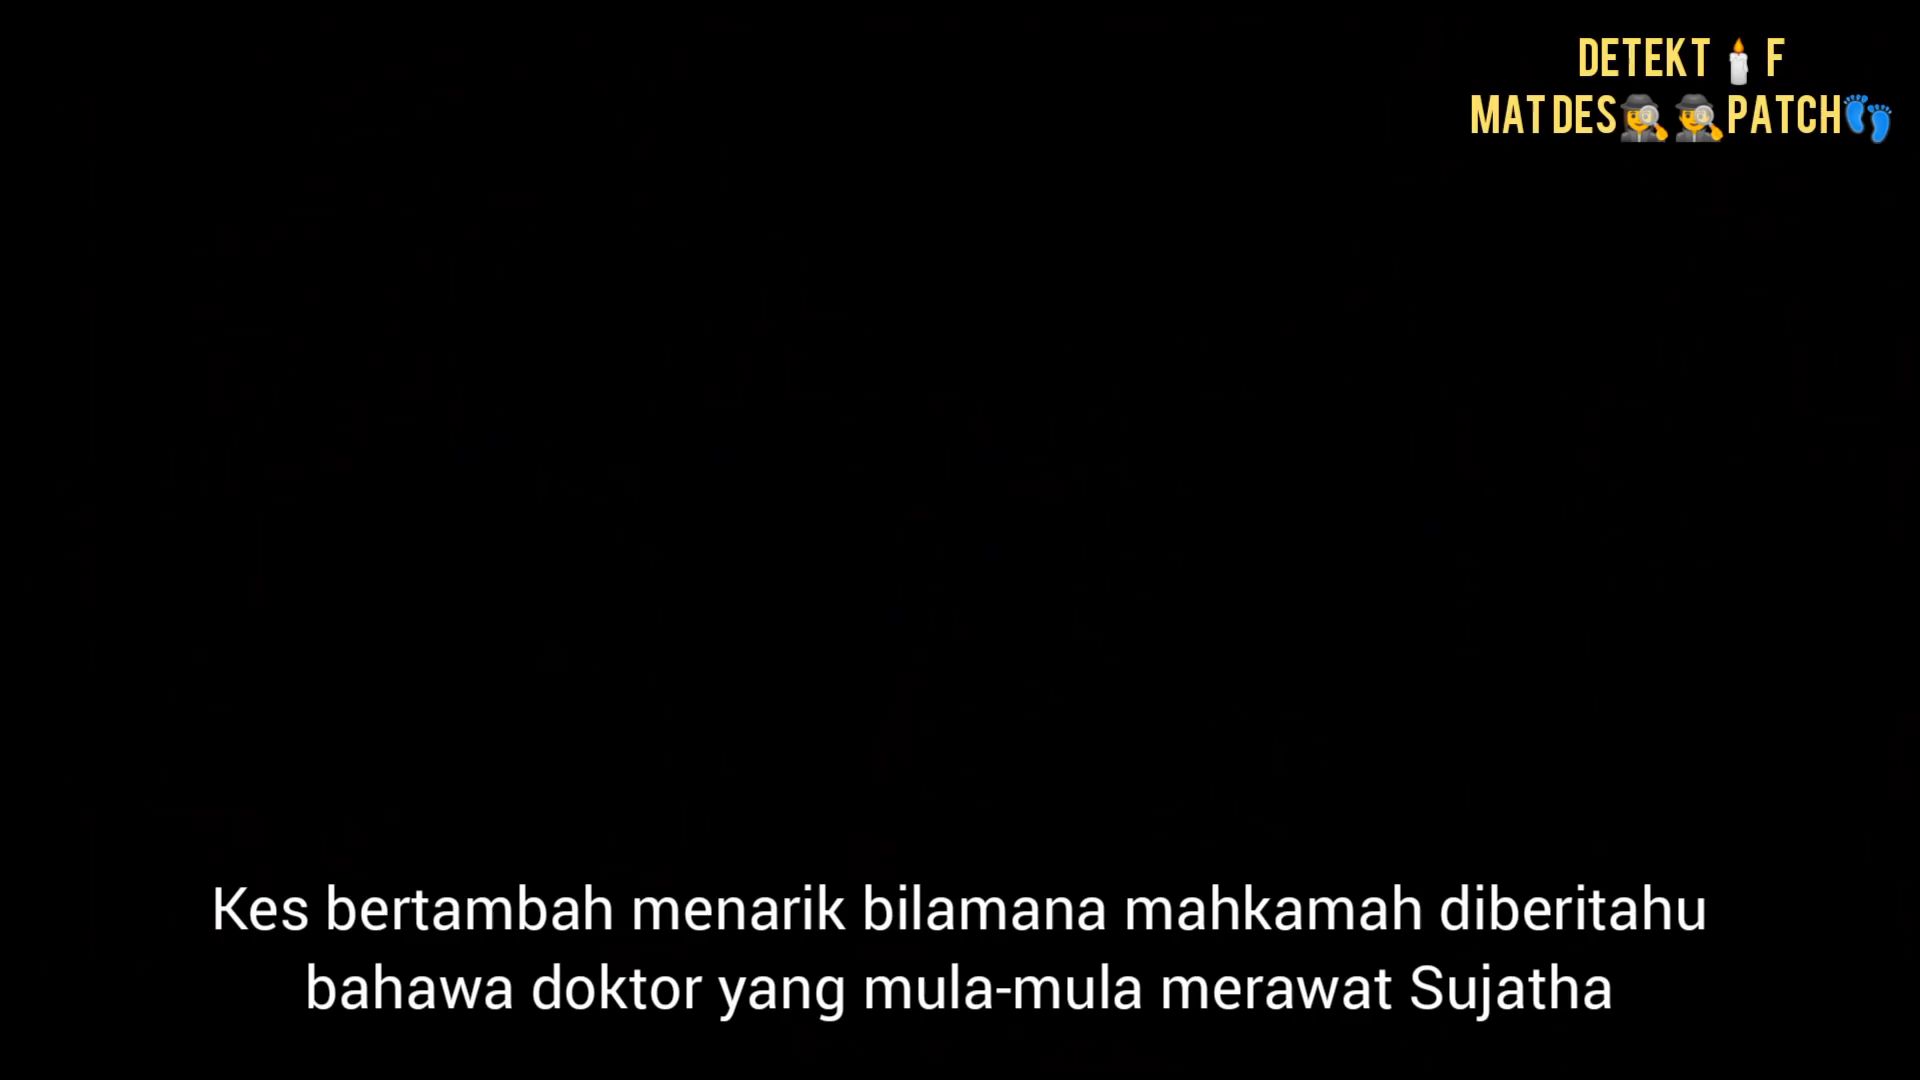 DETEKT🕯️F
MAT DES🕵️🕵️PATCH👣
Kes bertambah menarik bilamana mahkamah diberitahu
bahawa doktor yang mula-mula merawat Sujatha